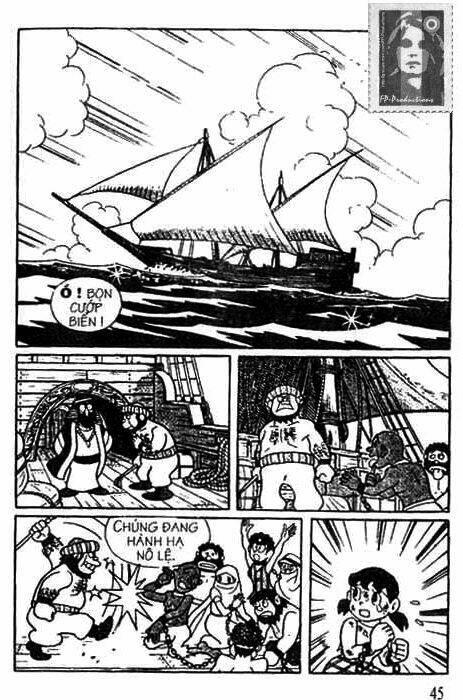 FP-Productions
Ó! BỌN
CƯỚP
BIỂN!
CHÚNG ĐANG
HÀNH HẠ
NÔ LỆ.
45